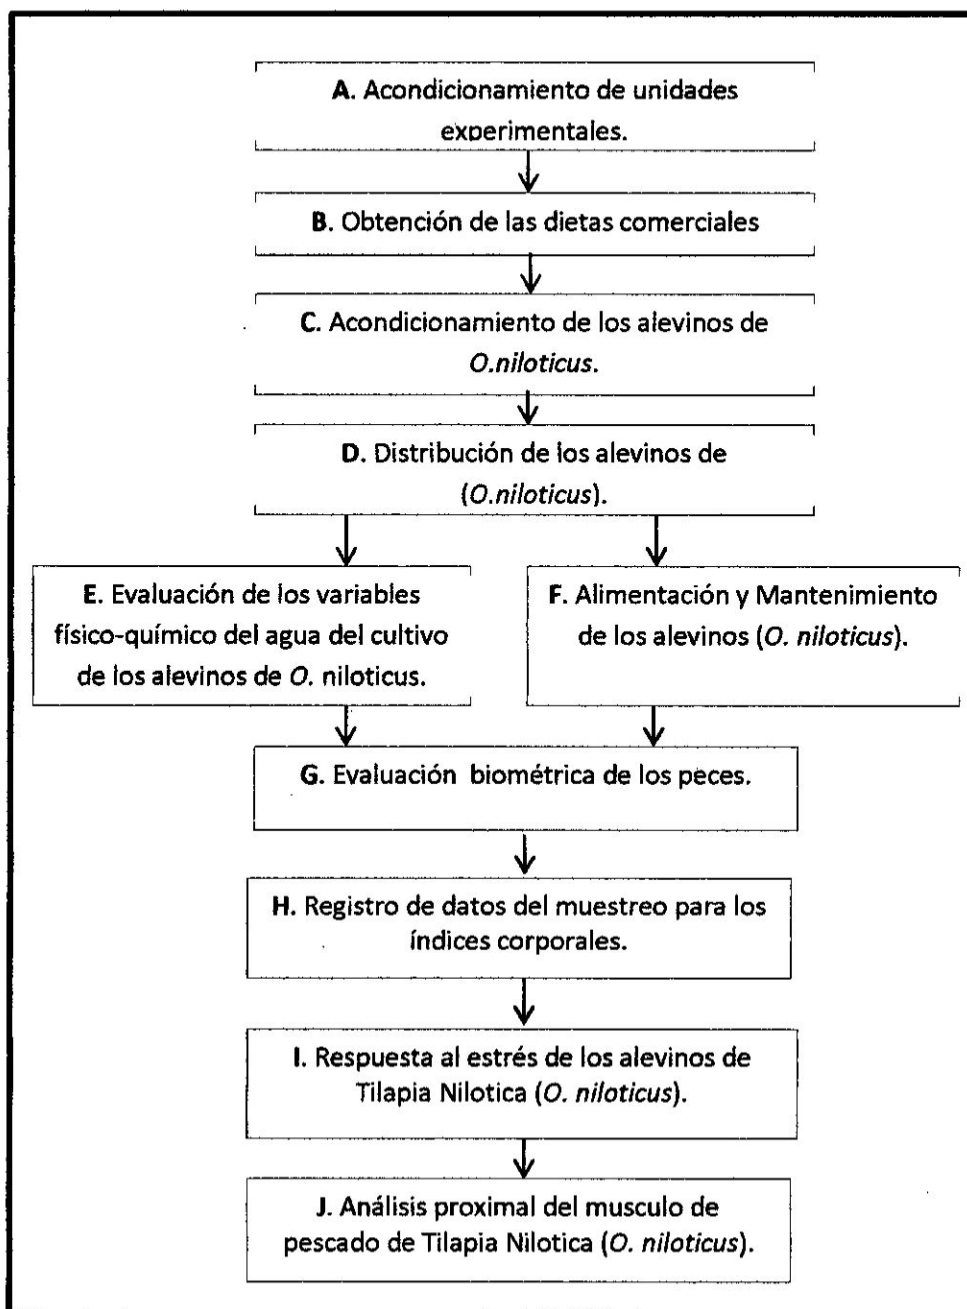 A. Acondicionamiento de unidades
experimentales.
B. Obtención de las dietas comerciales
C. Acondicionamiento de los alevinos de
O.niloticus.
D. Distribución de los alevinos de
(O.niloticus).
E. Evaluación de los variables
físico-químico del agua del cultivo
de los alevinos de O. niloticus.
F. Alimentación y Mantenimiento
de los alevinos (O. niloticus).
G. Evaluación biométrica de los peces.
H. Registro de datos del muestreo para los
índices corporales.
I. Respuesta al estrés de los alevinos de
Tilapia Nilotica (O. niloticus).
J. Análisis proximal del musculo de
pescado de Tilapia Nilotica (O. niloticus).